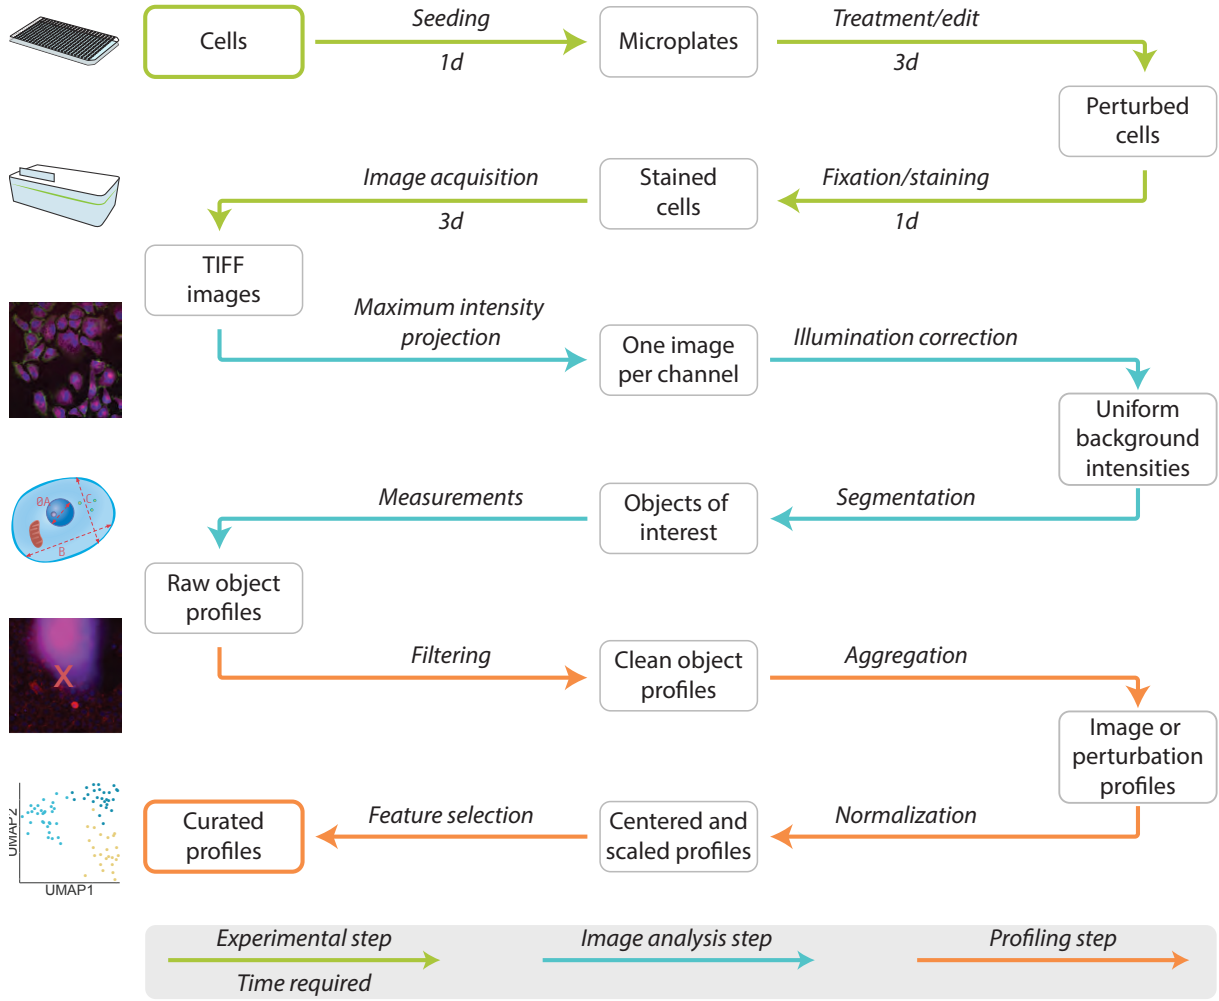 Cells
Seeding
1d
Microplates
Treatment/edit
3d
Perturbed
cells
Fixation/staining
1d
Stained
cells
Image acquisition
3d
TIFF
images
Maximum intensity
projection
One image
per channel
Illumination correction
Uniform
background
intensities
Segmentation
Objects of
interest
Measurements
ØA
C
B
Raw object
profiles
Filtering
Clean object
profiles
Aggregation
X
Image or
perturbation
profiles
Normalization
Centered and
scaled profiles
Feature selection
Curated
profiles
UMAP2
UMAP1
Experimental step
Time required
Image analysis step
Profiling step